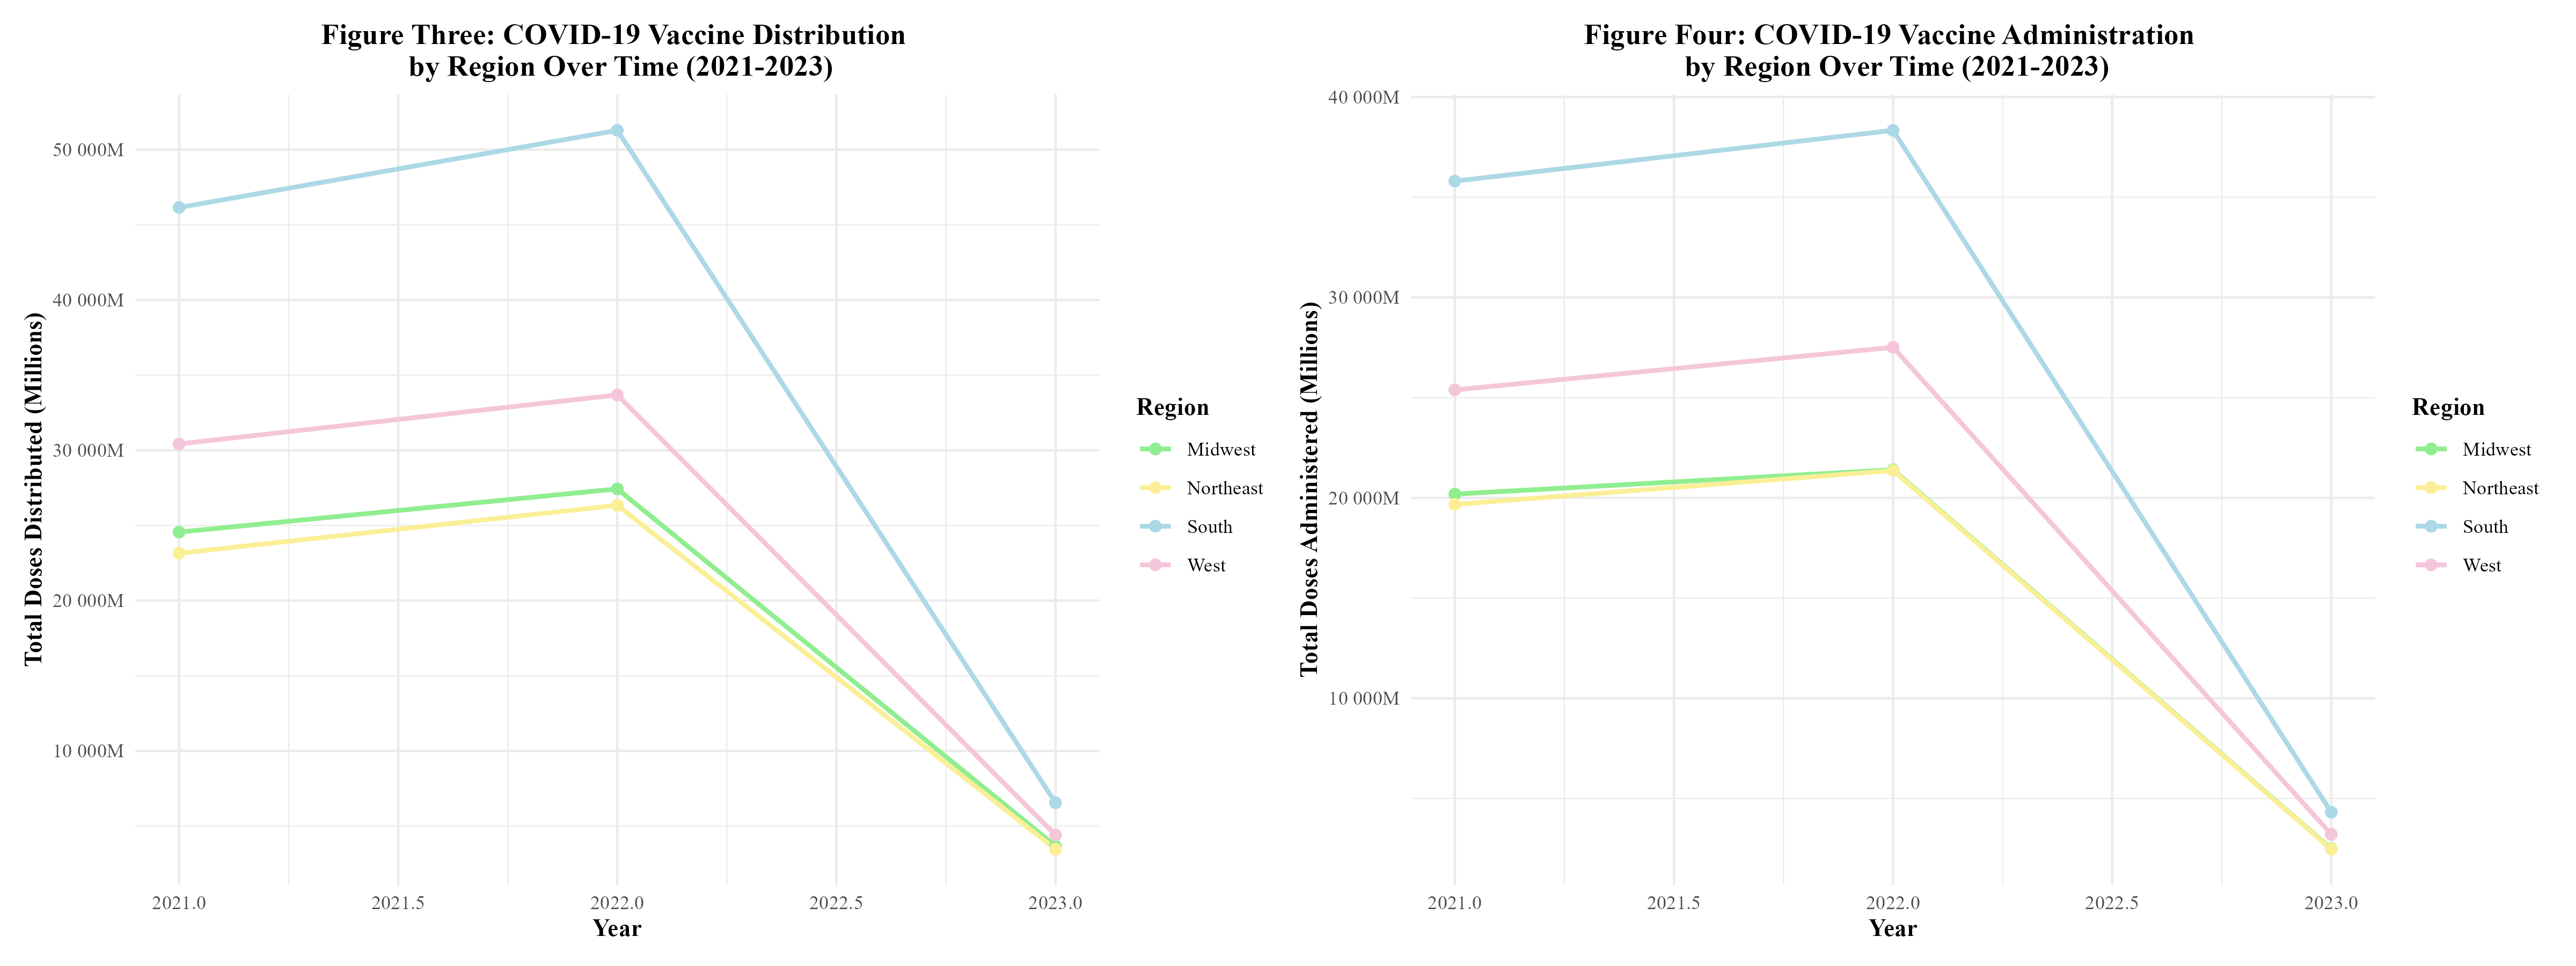 Figure Three: COVID-19 Vaccine Distribution
by Region Over Time (2021-2023)
Total Doses Distributed (Millions)
50 000M
40 000M
30 000M
20 000M
10 000M
2021.0
2021.5
2022.0
2022.5
2023.0
Year
Region
Midwest
Northeast
South
West
Figure Four: COVID-19 Vaccine Administration
by Region Over Time (2021-2023)
Total Doses Administered (Millions)
40 000M
30 000M
20 000M
10 000M
2021.0
2021.5
2022.0
2022.5
2023.0
Year
Region
Midwest
Northeast
South
West